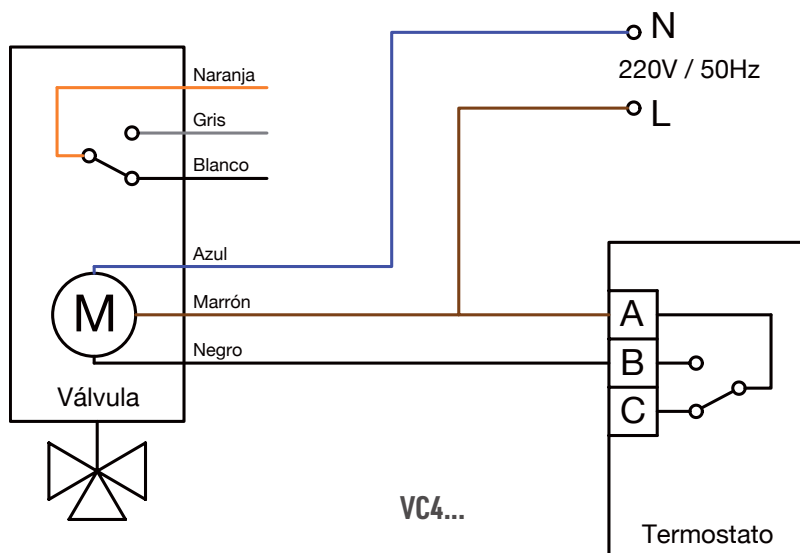 N
220V / 50Hz
L
Naranja
Gris
Blanco
Azul
Marrón
Negro
M
Válvula
A
B
C
VC4...
Termostato